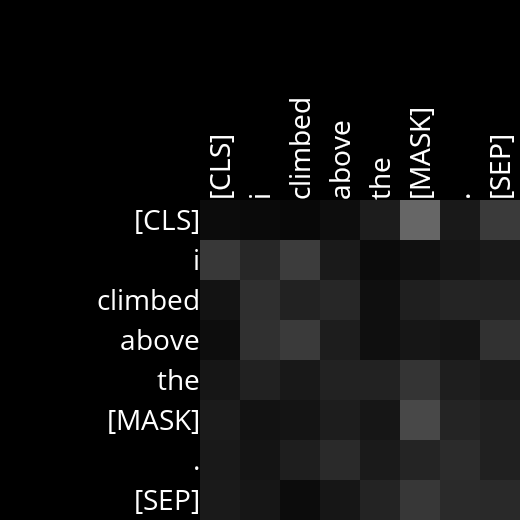 [CLS]
i
climbed
above
the
[MASK]
.
[SEP]
[CLS]
i
climbed
above
the
[MASK]
.
[SEP]